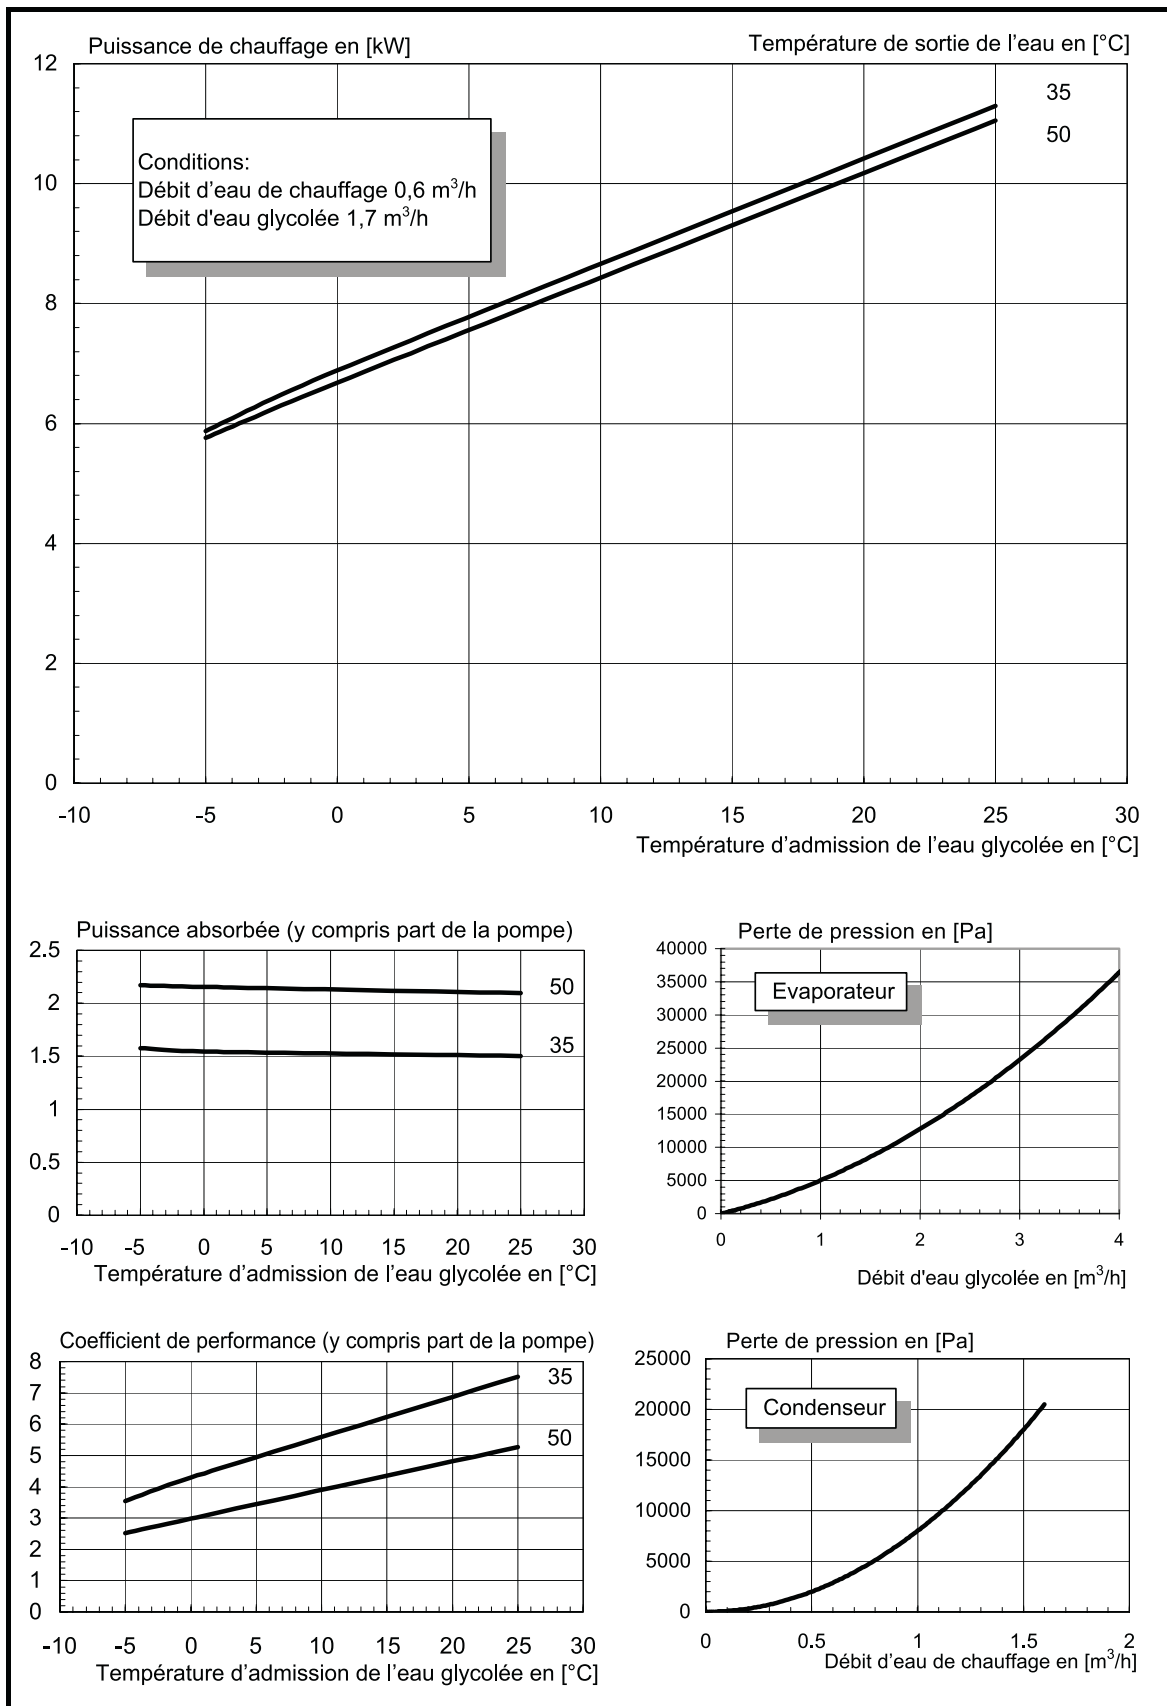 Puissance de chauffage en [kW]
Température de sortie de l'eau en [°C]
12
10
8
6
4
2
0
35
50
Conditions:
Débit d'eau de chauffage 0,6 m³/h
Débit d'eau glycolée 1,7 m³/h
-10 -5 0 5 10 15 20 25 30
Température d'admission de l'eau glycolée en [°C]
Puissance absorbée (y compris part de la pompe)
2.5
2
1.5
1
0.5
0
50
35
-10 -5 0 5 10 15 20 25 30
Température d'admission de l'eau glycolée en [°C]
Perte de pression en [Pa]
40000
35000
30000
25000
20000
15000
10000
5000
0
Evaporateur
0 1 2 3 4
Débit d'eau glycolée en [m³/h]
Coefficient de performance (y compris part de la pompe)
8
7
6
5
4
3
2
1
0
35
50
-10 -5 0 5 10 15 20 25 30
Température d'admission de l'eau glycolée en [°C]
Perte de pression en [Pa]
25000
20000
15000
10000
5000
0
Condenseur
0 0.5 1 1.5 2
Débit d'eau de chauffage en [m³/h]